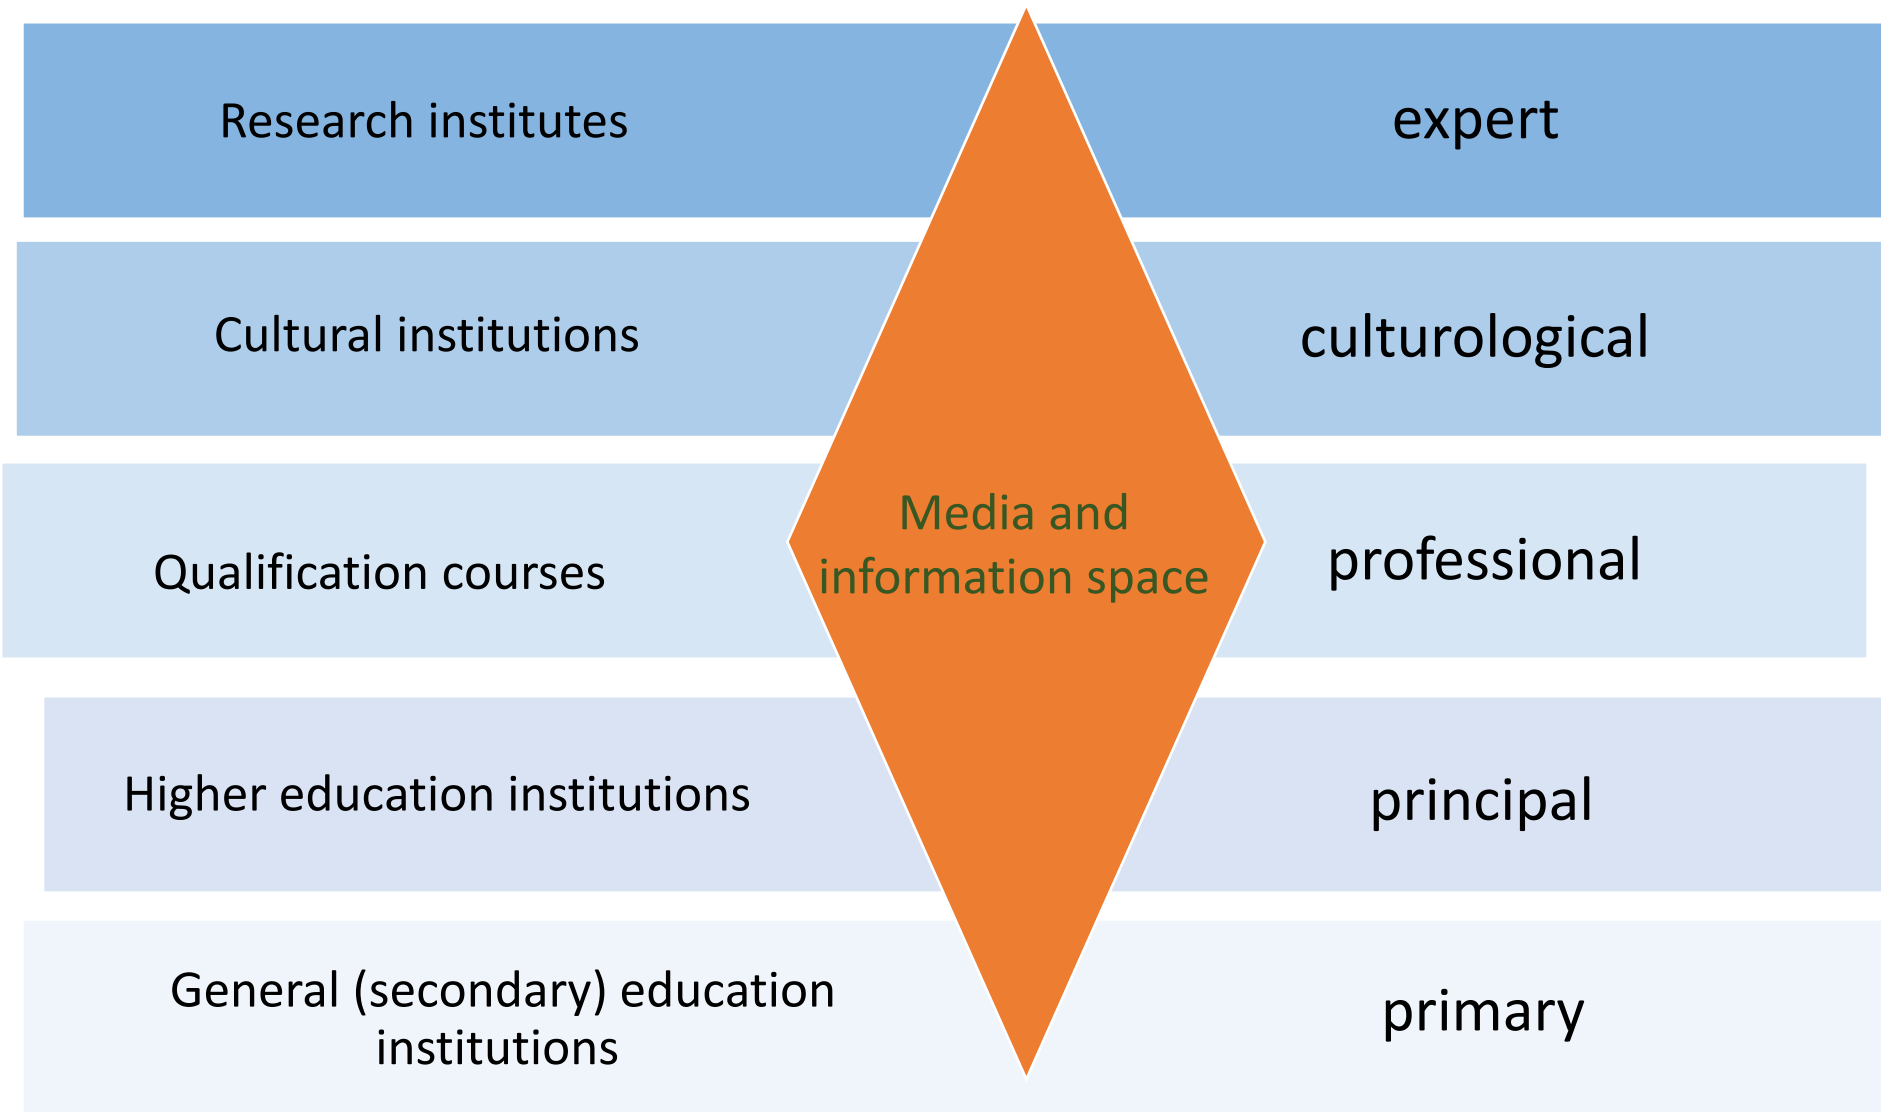 Research institutes
expert
Cultural institutions
culturological
Qualification courses
Media and
information space
professional
Higher education institutions
principal
General (secondary) education
institutions
primary